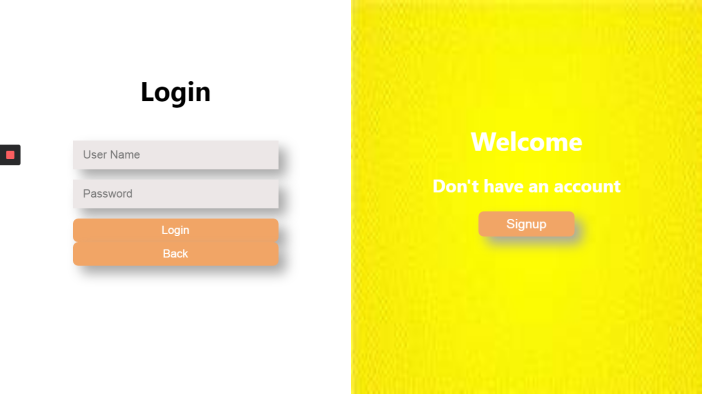 Login
User Name
Password
Login
Back
Welcome
Don't have an account
Signup